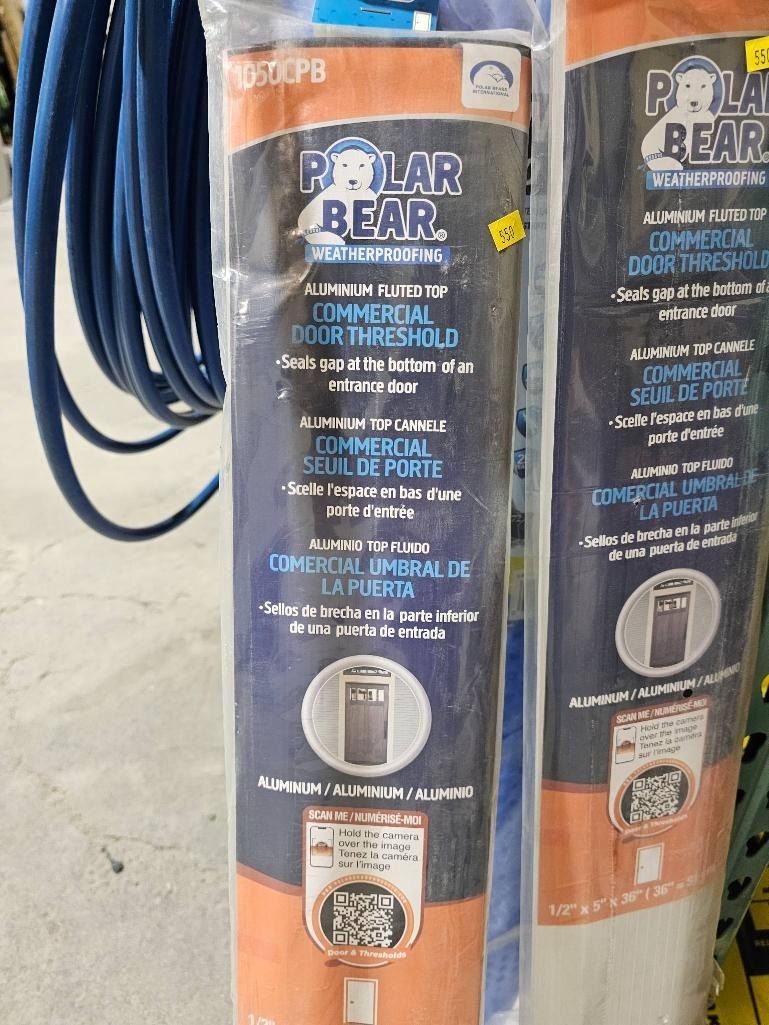 1050CPB
POLAR BEARS
INTERNATIONAL
POLAR
BEAR®
WEATHERPROOFING
550
ALUMINIUM FLUTED TOP
COMMERCIAL
DOOR THRESHOLD
•Seals gap at the bottom of an
entrance door
ALUMINIUM TOP CANNELE
COMMERCIAL
SEUIL DE PORTE
•Scelle l'espace en bas d'une
porte d'entrée
ALUMINIO TOP FLUIDO
COMERCIAL UMBRAL DE
LA PUERTA
•Sellos de brecha en la parte inferior
de una puerta de entrada
ALUMINUM / ALUMINIUM / ALUMINIO
SCAN ME / NUMÉRISÉ-MOI
Hold the camera
over the image
Tenez la caméra
sur l'image
Door & Thresholds
1/2"
550
POLA
BEAR®
WEATHERPROOFING
ALUMINIUM FLUTED TOP
COMMERCIAL
DOOR THRESHOLD
•Seals gap at the bottom of
entrance door
ALUMINIUM TOP CANNELE
COMMERCIAL
SEUIL DE PORTE
•Scelle l'espace en bas d'une
porte d'entrée
ALUMINIO TOP FLUIDO
COMERCIAL UMBRAL DE
LA PUERTA
•Sellos de brecha en la parte inferior
de una puerta de entrada
ALUMINUM / ALUMINIUM / ALUMINIO
SCAN ME / NUMÉRISÉ-MOI
Hold the camera
over the image
Tenez la caméra
sur l'image
Door & Thresholds
1/2" x 5" x 36" ( 36" =